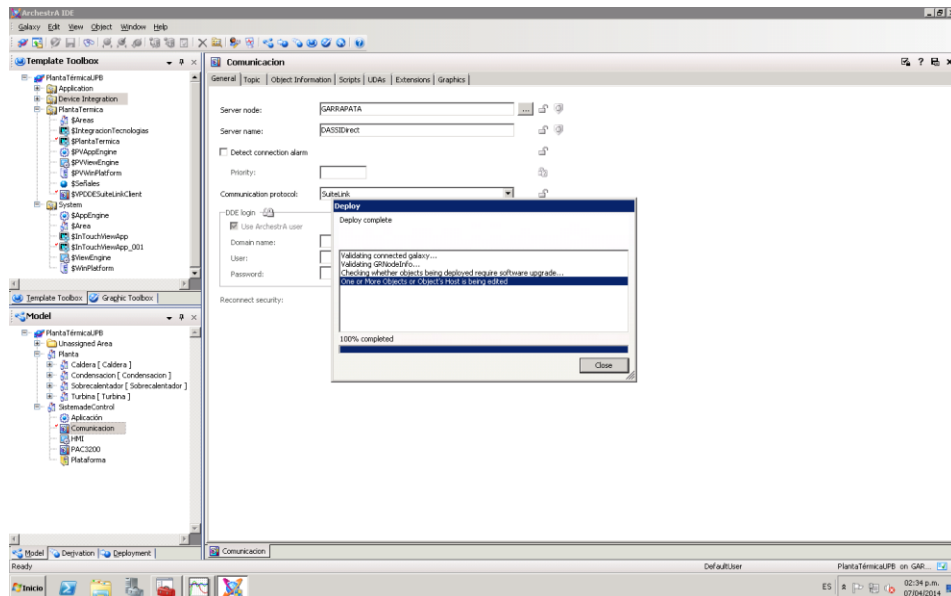 ArchestrA IDE
Galaxy Edit View Object Window Help
Template Toolbox
PlantaTérmicaUPB
Application
Device Integration
PlantaTermica
$Areas
$IntegracionTecnologias
$PlantaTermica
$PVAppEngine
$PVViewEngine
$PVWinPlatform
$Señales
$VPDDESuiteLinkClient
System
$AppEngine
$Area
$InTouchViewApp
$InTouchViewApp_001
$ViewEngine
$WinPlatform
Template Toolbox Graphic Toolbox
Model
PlantaTérmicaUPB
Unassigned Area
Planta
Caldera [ Caldera ]
Condensacion [ Condensacion ]
Sobrecalentador [ Sobrecalentador ]
Turbina [ Turbina ]
SistemadeControl
Aplicación
Comunicacion
HMI
PAC3200
Plataforma
Model Derivation Deployment
Comunicacion
General Topic Object Information Scripts UDAs Extensions Graphics
Server node: GARRAPATA ...
Server name: DASSIDirect
Detect connection alarm
Priority:
Communication protocol: SuiteLink
DDE login
Use ArchestrA user
Domain name:
User:
Password:
Reconnect security:
Deploy
Deploy complete
Validating connected galaxy...
Validating GRNodeInfo...
Checking whether objects being deployed require software upgrade...
One or More Objects or Object's Host is being edited
100% completed
Close
Comunicacion
Ready DefaultUser PlantaTérmicaUPB on GAR...
Inicio ES 02:34 p.m.
07/04/2014